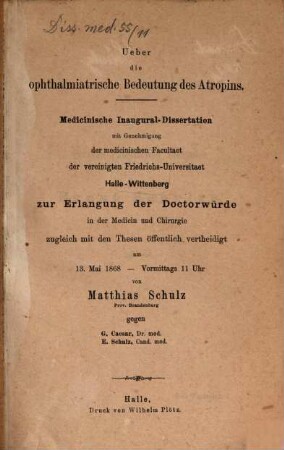 Diss. med. 55/11
Ueber
die
ophthalmiatrische Bedeutung des Atropins.
Medicinische Inaugural-Dissertation
mit Genehmigung
der medicinischen Facultaet
der vereinigten Friedrichs-Universitaet
Halle-Wittenberg
zur Erlangung der Doctorwürde
in der Medicin und Chirurgie
zugleich mit den Thesen öffentlich vertheidigt
am
13. Mai 1868 — Vormittags 11 Uhr
von
Matthias Schulz
Prov. Brandenburg
gegen
G. Caesar, Dr. med.
E. Schulz, Cand. med.
Halle,
Druck von Wilhelm Plötz.